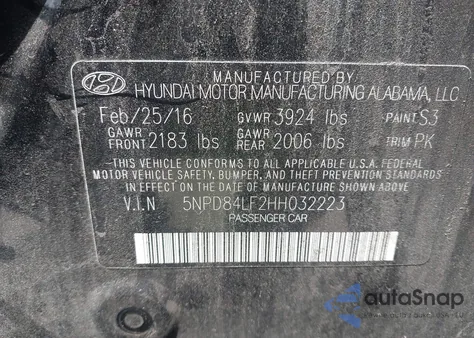 MANUFACTURED BY
HYUNDAI MOTOR MANUFACTURING ALABAMA, LLC
Feb/25/16 GVWR 3924 lbs PAINT S3
GAWR FRONT 2183 lbs GAWR REAR 2006 lbs TRIM PK
-THIS VEHICLE CONFORMS TO ALL APPLICABLE U.S.A. FEDERAL
MOTOR VEHICLE SAFETY, BUMPER, AND THEFT PREVENTION STANDARDS
IN EFFECT ON THE DATE OF MANUFACTURE SHOWN ABOVE.-
V.I.N 5NPD84LF2HH032223
PASSENGER CAR
autoSnap